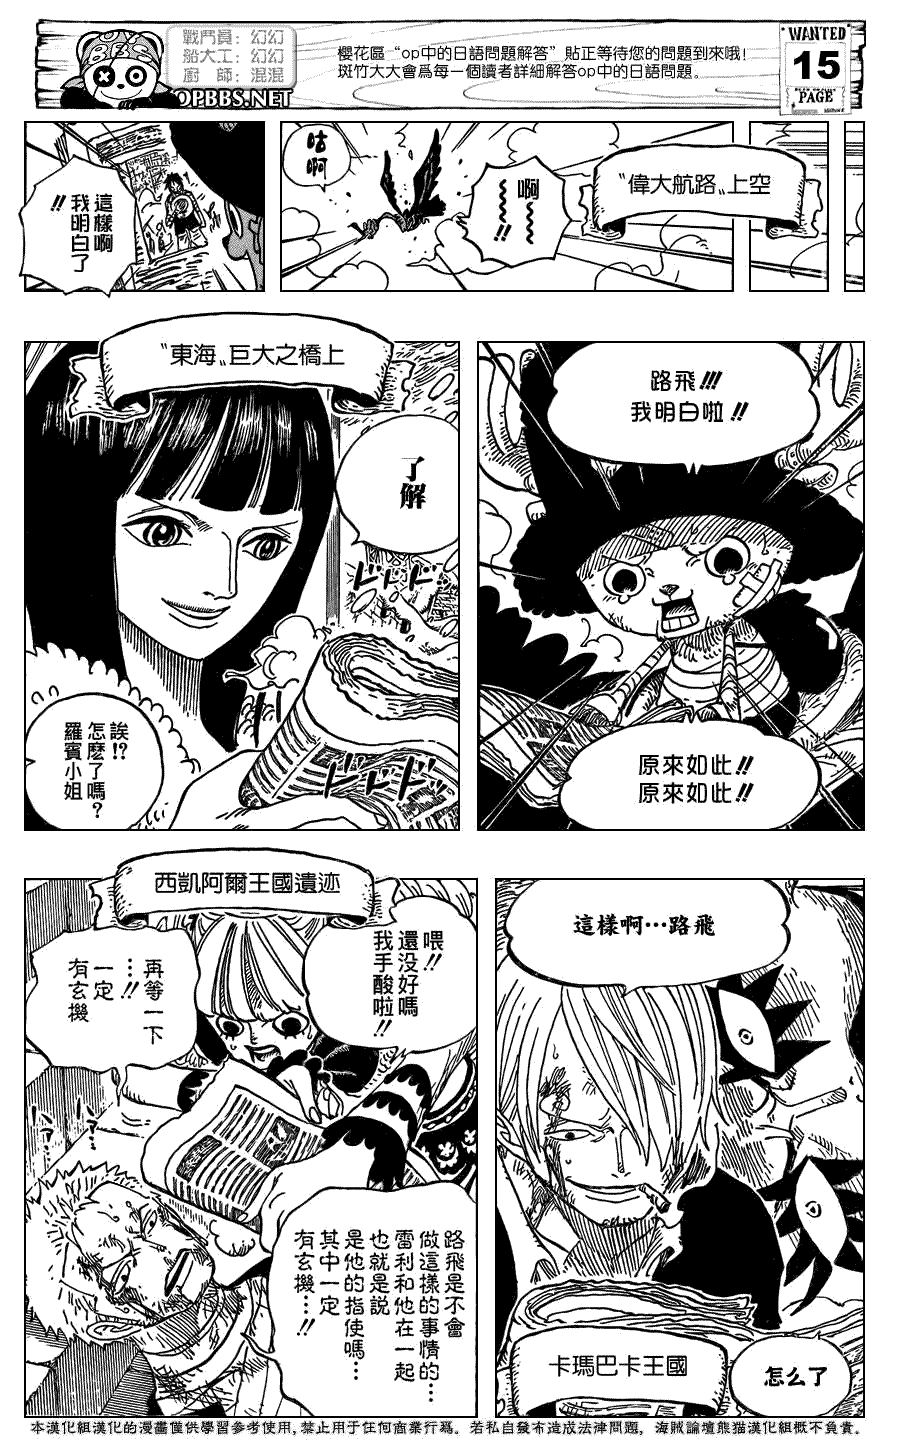 戰鬥員：幻幻
船大工：幻幻
廚　師：混混
OPBBS.NET
櫻花區“op中的日語問題解答”貼正等待您的問題到來哦！
斑竹大大會爲每一個讀者詳細解答op中的日語問題。
WANTED
15
PAGE
〝偉大航路〟上空
啊～～～～～～!!
咕啊
這樣啊
我明白了
!!
路飛!!!
我明白啦!!
原來如此!!
原來如此!!
〝東海〟巨大之橋上
了解
ドドドド
ドドド
誒!?
怎麽了嗎？
羅賓小姐
這樣啊…路飛
卡瑪巴卡王國
怎么了
西凱阿爾王國遺迹
喂!!
還没好嗎
我手酸啦!!
再等一下
…!!
一定
有玄機
路飛是不會
做這樣的事情的…
雷利和他在一起
也就是說
是他的指使嗎…
其中一定
有玄機…
本漢化組漢化的漫畫僅供學習參考使用,禁止用于任何商業行爲。若私自發布造成法律問題，海賊論壇熊猫漢化組概不負責。